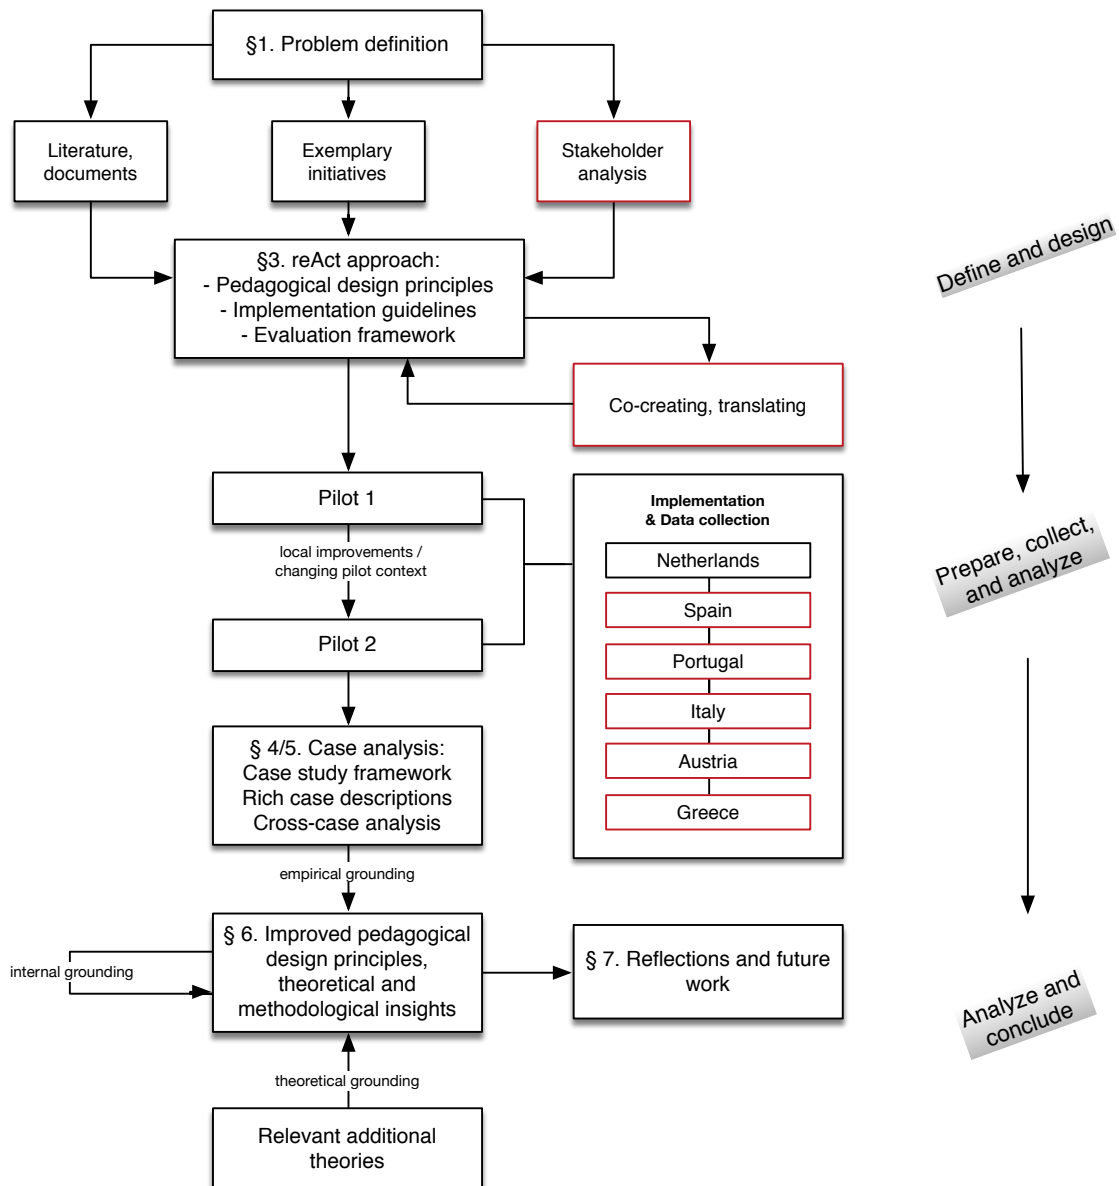 §1. Problem definition
Literature,
documents
Exemplary
initiatives
Stakeholder
analysis
§3. reAct approach:
- Pedagogical design principles
- Implementation guidelines
- Evaluation framework
Define and design
Co-creating, translating
Pilot 1
local improvements /
changing pilot context
Pilot 2
Implementation
& Data collection
Netherlands
Spain
Portugal
Italy
Austria
Greece
Prepare, collect,
and analyze
§ 4/5. Case analysis:
Case study framework
Rich case descriptions
Cross-case analysis
empirical grounding
§ 6. Improved pedagogical
design principles,
theoretical and
methodological insights
internal grounding
§ 7. Reflections and future
work
Analyze and
conclude
theoretical grounding
Relevant additional
theories